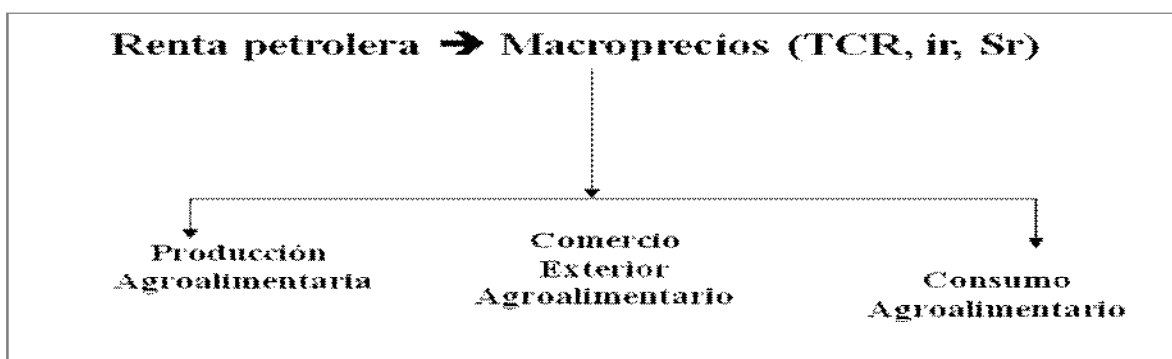 Renta petrolera ➔ Macroprecios (TCR, ir, Sr)
Producción
Agroalimentaria
Comercio
Exterior
Agroalimentario
Consumo
Agroalimentario